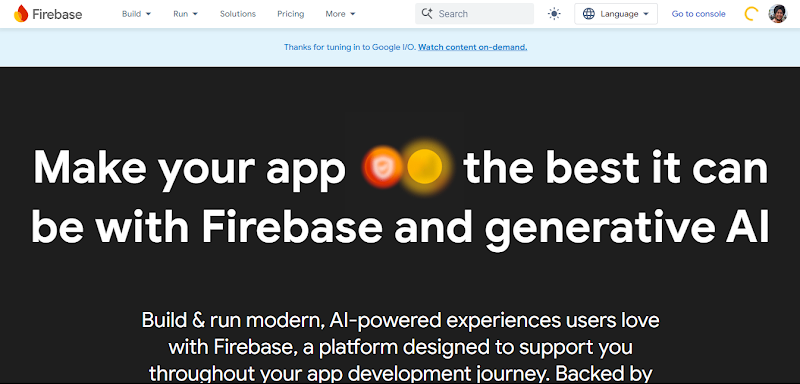 Firebase Build Run Solutions Pricing More Search Language Go to console
Thanks for tuning in to Google I/O. Watch content on-demand.
Make your app the best it can
be with Firebase and generative AI
Build & run modern, AI-powered experiences users love
with Firebase, a platform designed to support you
throughout your app development journey. Backed by